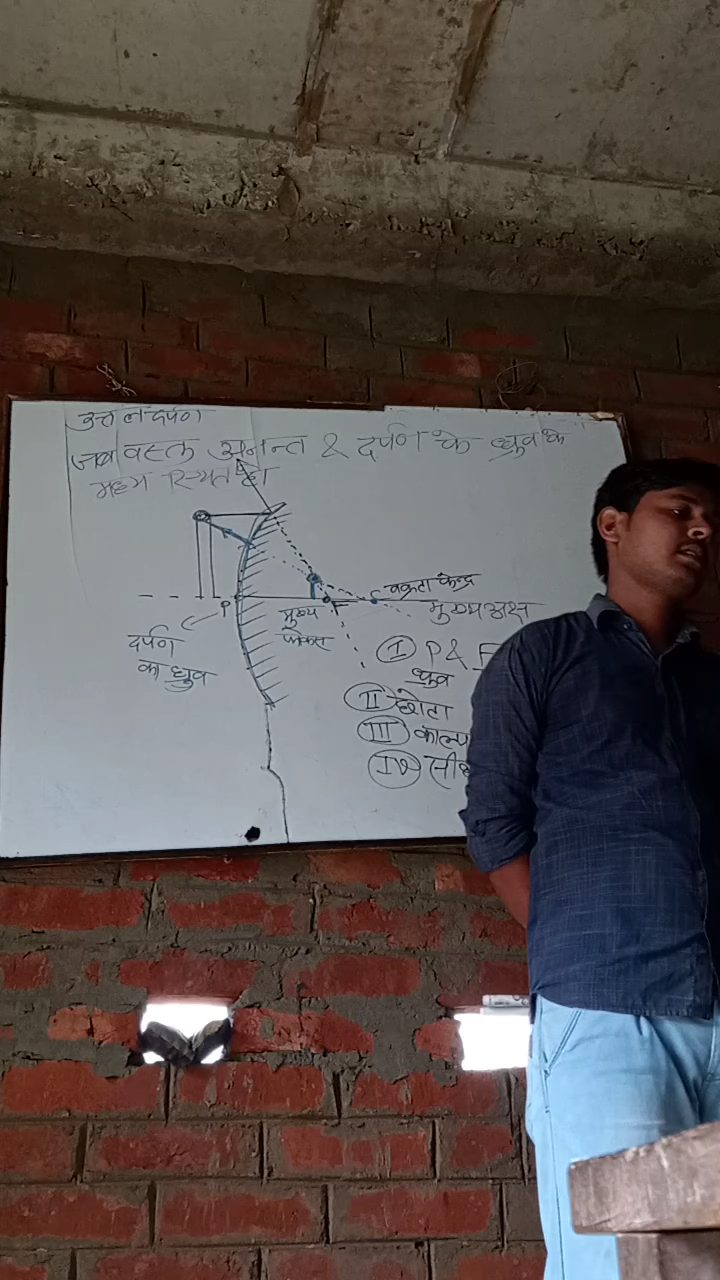 उत्तल दर्पण
जब वस्तु अनन्त & दर्पण के ध्रुव के
मध्य स्थित हो
P
F
C
वक्रता केन्द्र
मुख्य
फोकस
मुख्य अक्ष
दर्पण
का ध्रुव
I P & F
ध्रुव
II छोटा
III काल्प
IV सीध